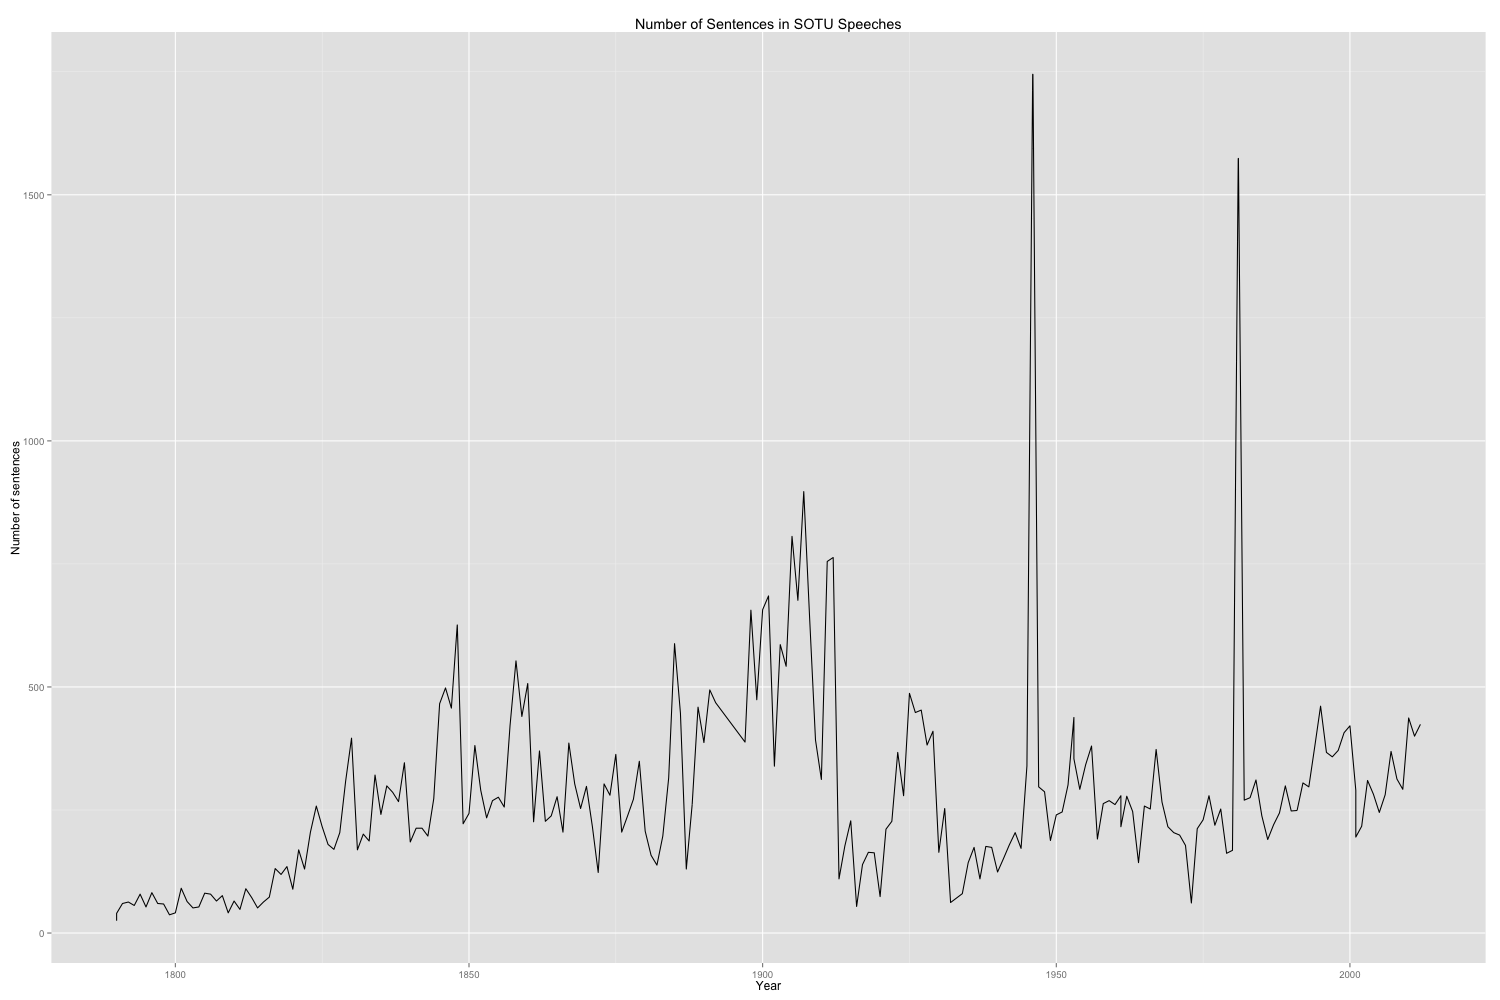 Number of Sentences in SOTU Speeches
1500
1000
500
0
Number of sentences
1800 1850 1900 1950 2000
Year